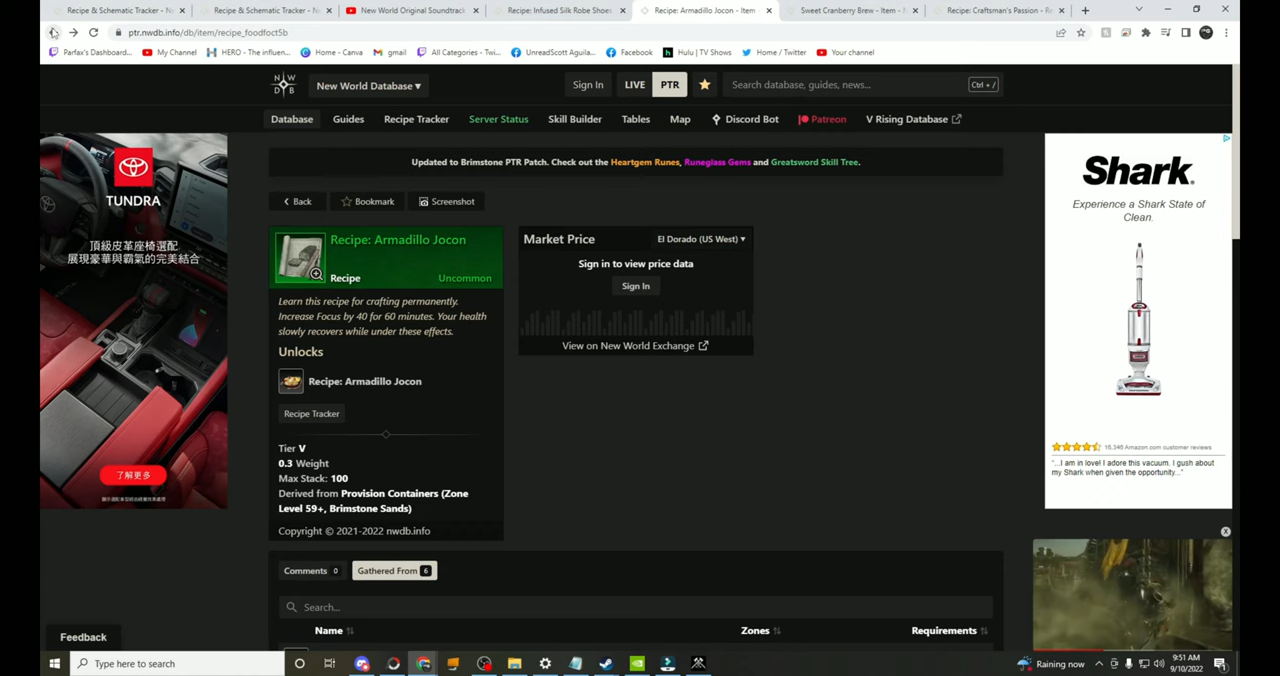 Recipe & Schematic Tracker - N
Recipe & Schematic Tracker - N
New World Original Soundtrack
Recipe: Infused Silk Robe Shoes
Recipe: Armadillo Jocon - Item
Sweet Cranberry Brew - Item - N
Recipe: Craftsman's Passion - R
ptr.nwdb.info/db/item/recipe_foodfoct5b
Parfax's Dashboard...
My Channel
HERO - The influen...
Home - Canva
gmail
All Categories - Twi...
UnreadScott Aguila...
Facebook
Hulu | TV Shows
Home / Twitter
Your channel
NW
DB
New World Database ▾
Sign In
LIVE
PTR
Search database, guides, news...
Ctrl + /
Database
Guides
Recipe Tracker
Server Status
Skill Builder
Tables
Map
Discord Bot
Patreon
V Rising Database
Updated to Brimstone PTR Patch. Check out the Heartgem Runes, Runeglass Gems and Greatsword Skill Tree.
Back
Bookmark
Screenshot
Recipe: Armadillo Jocon
Recipe
Uncommon
Learn this recipe for crafting permanently.
Increase Focus by 40 for 60 minutes. Your health
slowly recovers while under these effects.
Unlocks
Recipe: Armadillo Jocon
Recipe Tracker
Tier V
0.3 Weight
Max Stack: 100
Derived from Provision Containers (Zone
Level 59+, Brimstone Sands)
Copyright © 2021-2022 nwdb.info
Market Price
El Dorado (US West) ▾
Sign in to view price data
Sign In
View on New World Exchange
Comments 0
Gathered From 6
Search...
Name
Zones
Requirements
TUNDRA
頂級皮革座椅選配
展現豪華與霸氣的完美結合
了解更多
Shark
Experience a Shark State of
Clean.
16,346 Amazon.com customer reviews
"...I am in love! I adore this vacuum. I gush about
my Shark when given the opportunity..."
Feedback
Type here to search
Raining now
9:51 AM
9/10/2022